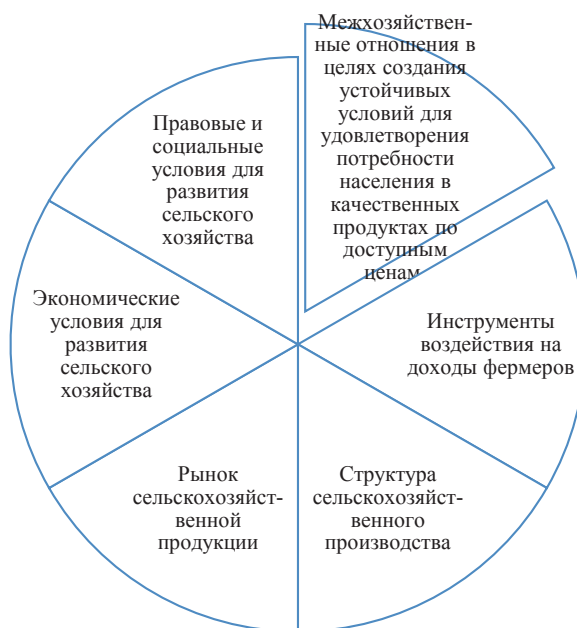 Межхозяйствен-
ные отношения в
целях создания
устойчивых
условий для
удовлетворения
потребности
населения в
качественных
продуктах по
доступным
ценам
Инструменты
воздействия на
доходы фермеров
Структура
сельскохозяйст-
венного
производства
Рынок
сельскохозяйст-
венной
продукции
Экономические
условия для
развития
сельского
хозяйства
Правовые и
социальные
условия для
развития
сельского
хозяйства